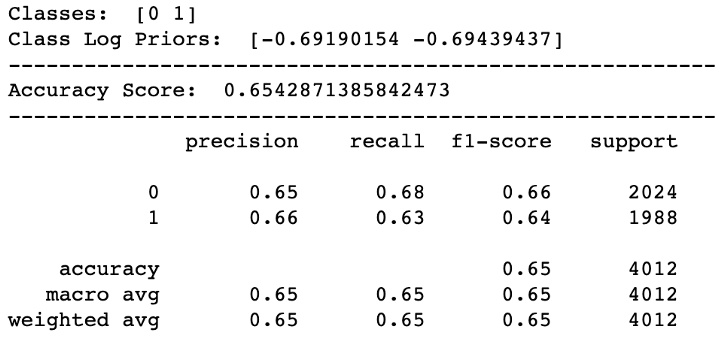 Classes:  [0 1]
Class Log Priors:  [-0.69190154 -0.69439437]
--------------------------------------------------------
Accuracy Score:  0.6542871385842473
--------------------------------------------------------
              precision    recall  f1-score   support

           0       0.65      0.68      0.66      2024
           1       0.66      0.63      0.64      1988

    accuracy                           0.65      4012
   macro avg       0.65      0.65      0.65      4012
weighted avg       0.65      0.65      0.65      4012